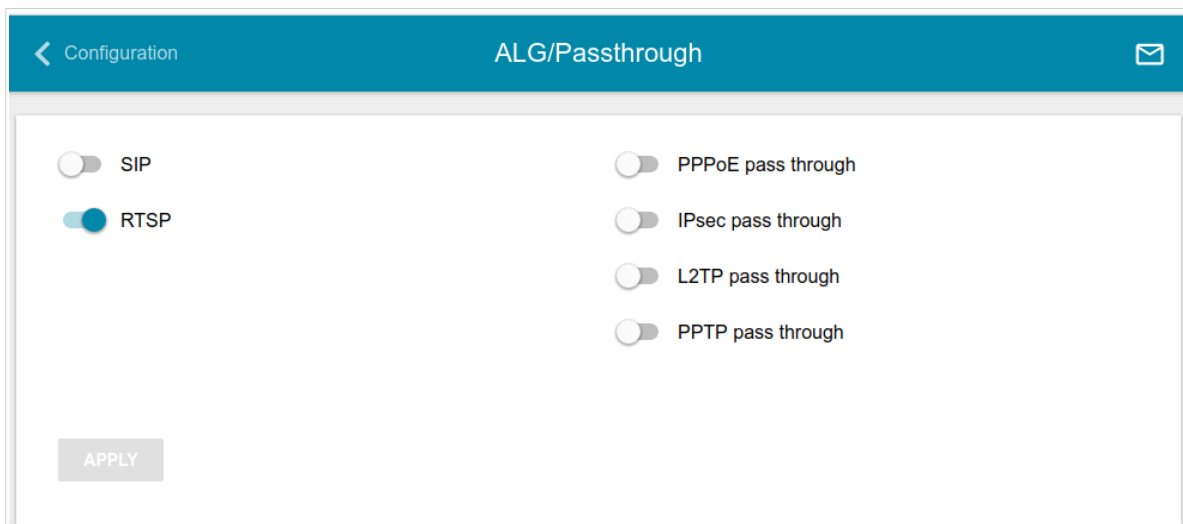 Configuration
ALG/Passthrough
SIP
RTSP
PPPoE pass through
IPsec pass through
L2TP pass through
PPTP pass through
APPLY